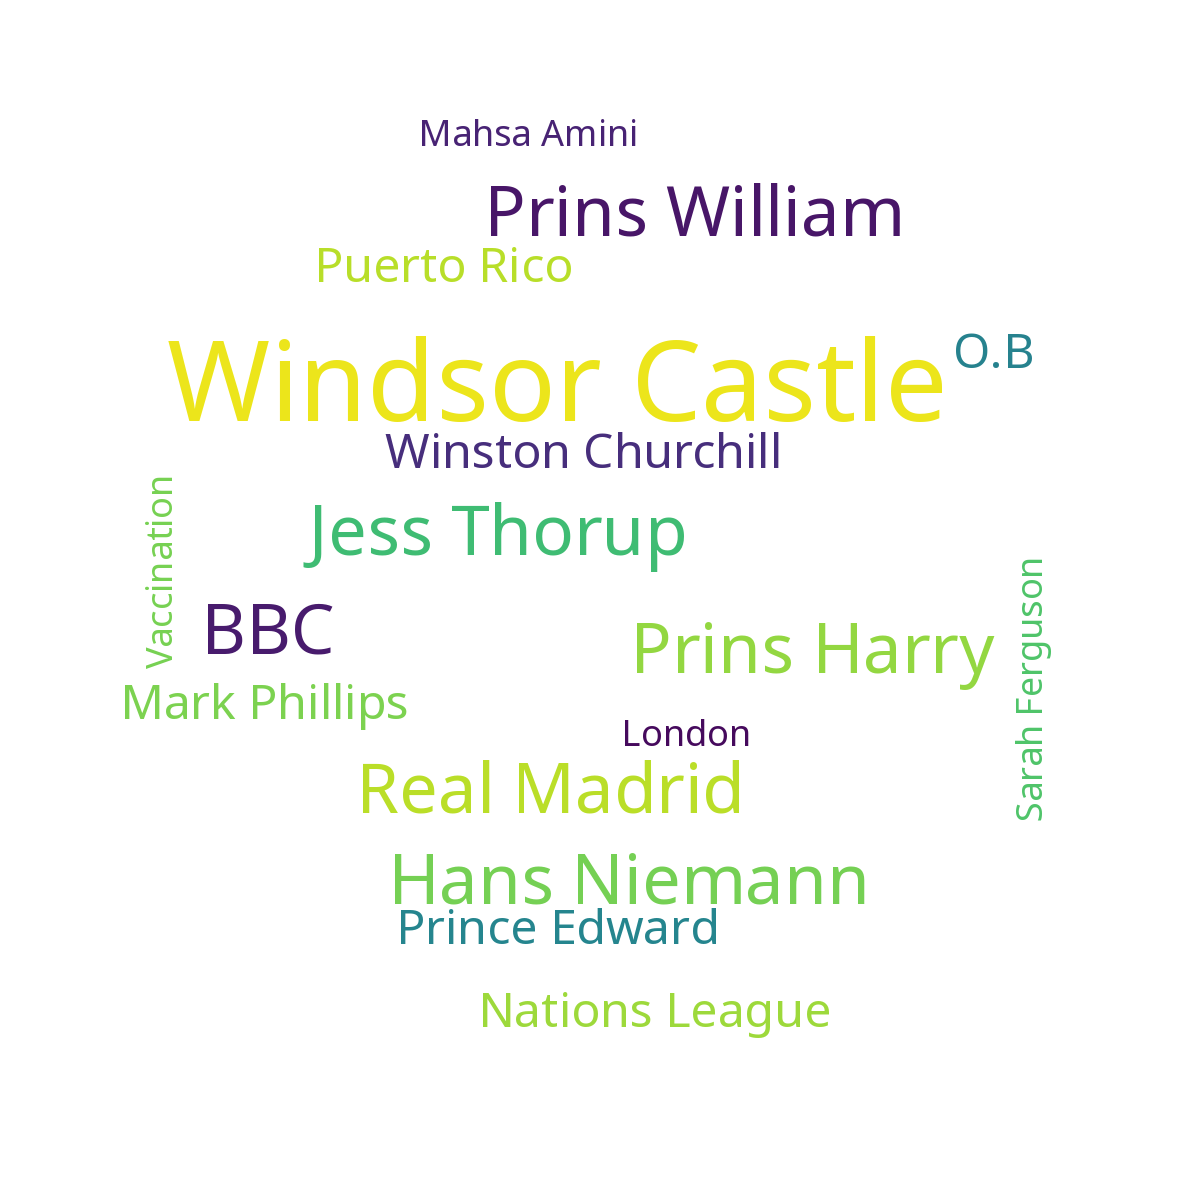 Mahsa Amini
Prins William
Puerto Rico
Windsor Castle
O.B
Winston Churchill
Vaccination
Jess Thorup
BBC
Prins Harry
Sarah Ferguson
Mark Phillips
London
Real Madrid
Hans Niemann
Prince Edward
Nations League